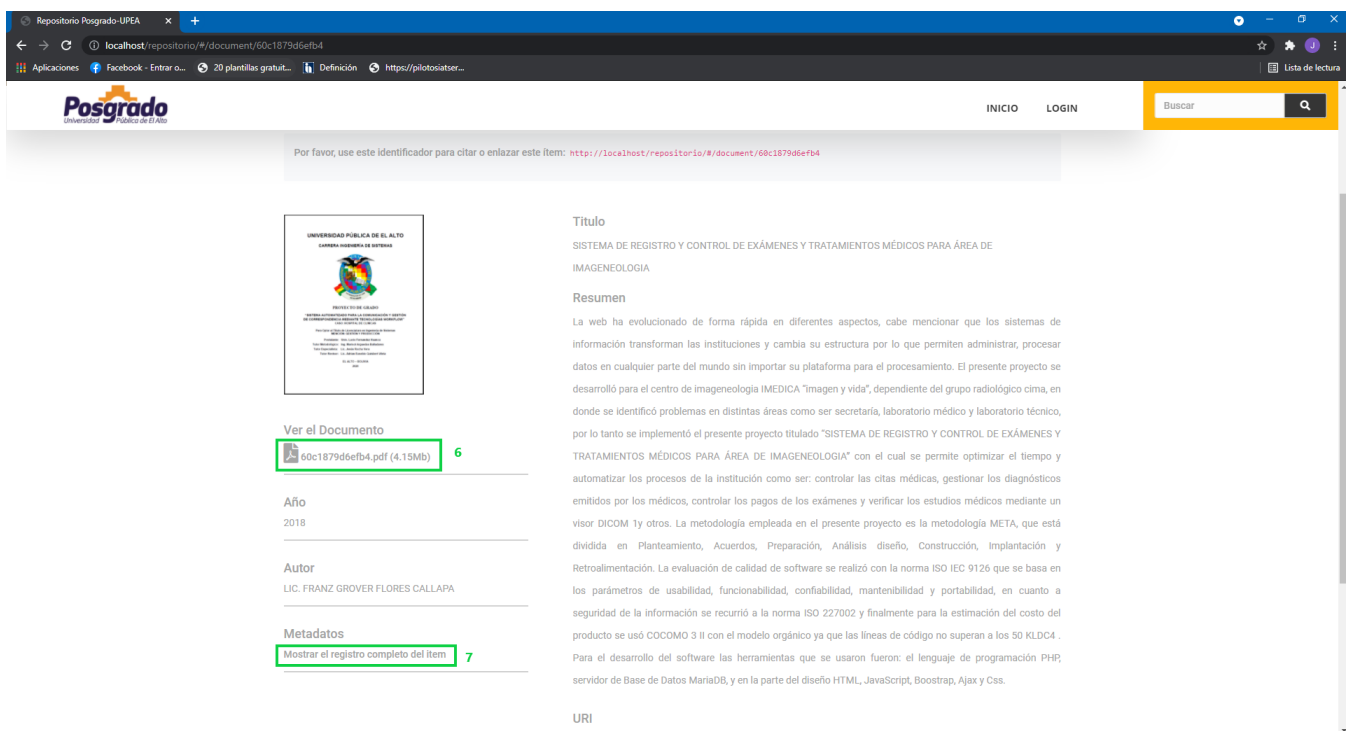 Repositorio Posgrado-UPEA
localhost/repositorio/#/document/60c1879d6efb4
J
Aplicaciones
Facebook - Entrar o...
20 plantillas gratuit...
Definición
https://pilotosiatser...
Lista de lectura
Posgrado
Universidad Pública de El Alto
INICIO
LOGIN
Buscar
Por favor, use este identificador para citar o enlazar este ítem: http://localhost/repositorio/#/document/60c1879d6efb4
UNIVERSIDAD PÚBLICA DE EL ALTO
CARRERA INGENIERÍA DE SISTEMAS
PROYECTO DE GRADO
Ver el Documento
60c1879d6efb4.pdf (4.15Mb)
6
Año
2018
Autor
LIC. FRANZ GROVER FLORES CALLAPA
Metadatos
Mostrar el registro completo del ítem
7
Titulo
SISTEMA DE REGISTRO Y CONTROL DE EXÁMENES Y TRATAMIENTOS MÉDICOS PARA ÁREA DE
IMAGENEOLOGIA
Resumen
La web ha evolucionado de forma rápida en diferentes aspectos, cabe mencionar que los sistemas de
información transforman las instituciones y cambia su estructura por lo que permiten administrar, procesar
datos en cualquier parte del mundo sin importar su plataforma para el procesamiento. El presente proyecto se
desarrolló para el centro de imageneologia IMEDICA "imagen y vida", dependiente del grupo radiológico cima, en
donde se identificó problemas en distintas áreas como ser secretaría, laboratorio médico y laboratorio técnico,
por lo tanto se implementó el presente proyecto titulado "SISTEMA DE REGISTRO Y CONTROL DE EXÁMENES Y
TRATAMIENTOS MÉDICOS PARA ÁREA DE IMAGENEOLOGIA" con el cual se permite optimizar el tiempo y
automatizar los procesos de la institución como ser: controlar las citas médicas, gestionar los diagnósticos
emitidos por los médicos, controlar los pagos de los exámenes y verificar los estudios médicos mediante un
visor DICOM 1y otros. La metodología empleada en el presente proyecto es la metodología META, que está
dividida en Planteamiento, Acuerdos, Preparación, Análisis diseño, Construcción, Implantación y
Retroalimentación. La evaluación de calidad de software se realizó con la norma ISO IEC 9126 que se basa en
los parámetros de usabilidad, funcionabilidad, confiabilidad, mantenibilidad y portabilidad, en cuanto a
seguridad de la información se recurrió a la norma ISO 227002 y finalmente para la estimación del costo del
producto se usó COCOMO 3 II con el modelo orgánico ya que las líneas de código no superan a los 50 KLDC4 .
Para el desarrollo del software las herramientas que se usaron fueron: el lenguaje de programación PHP,
servidor de Base de Datos MariaDB, y en la parte del diseño HTML, JavaScript, Boostrap, Ajax y Css.
URI